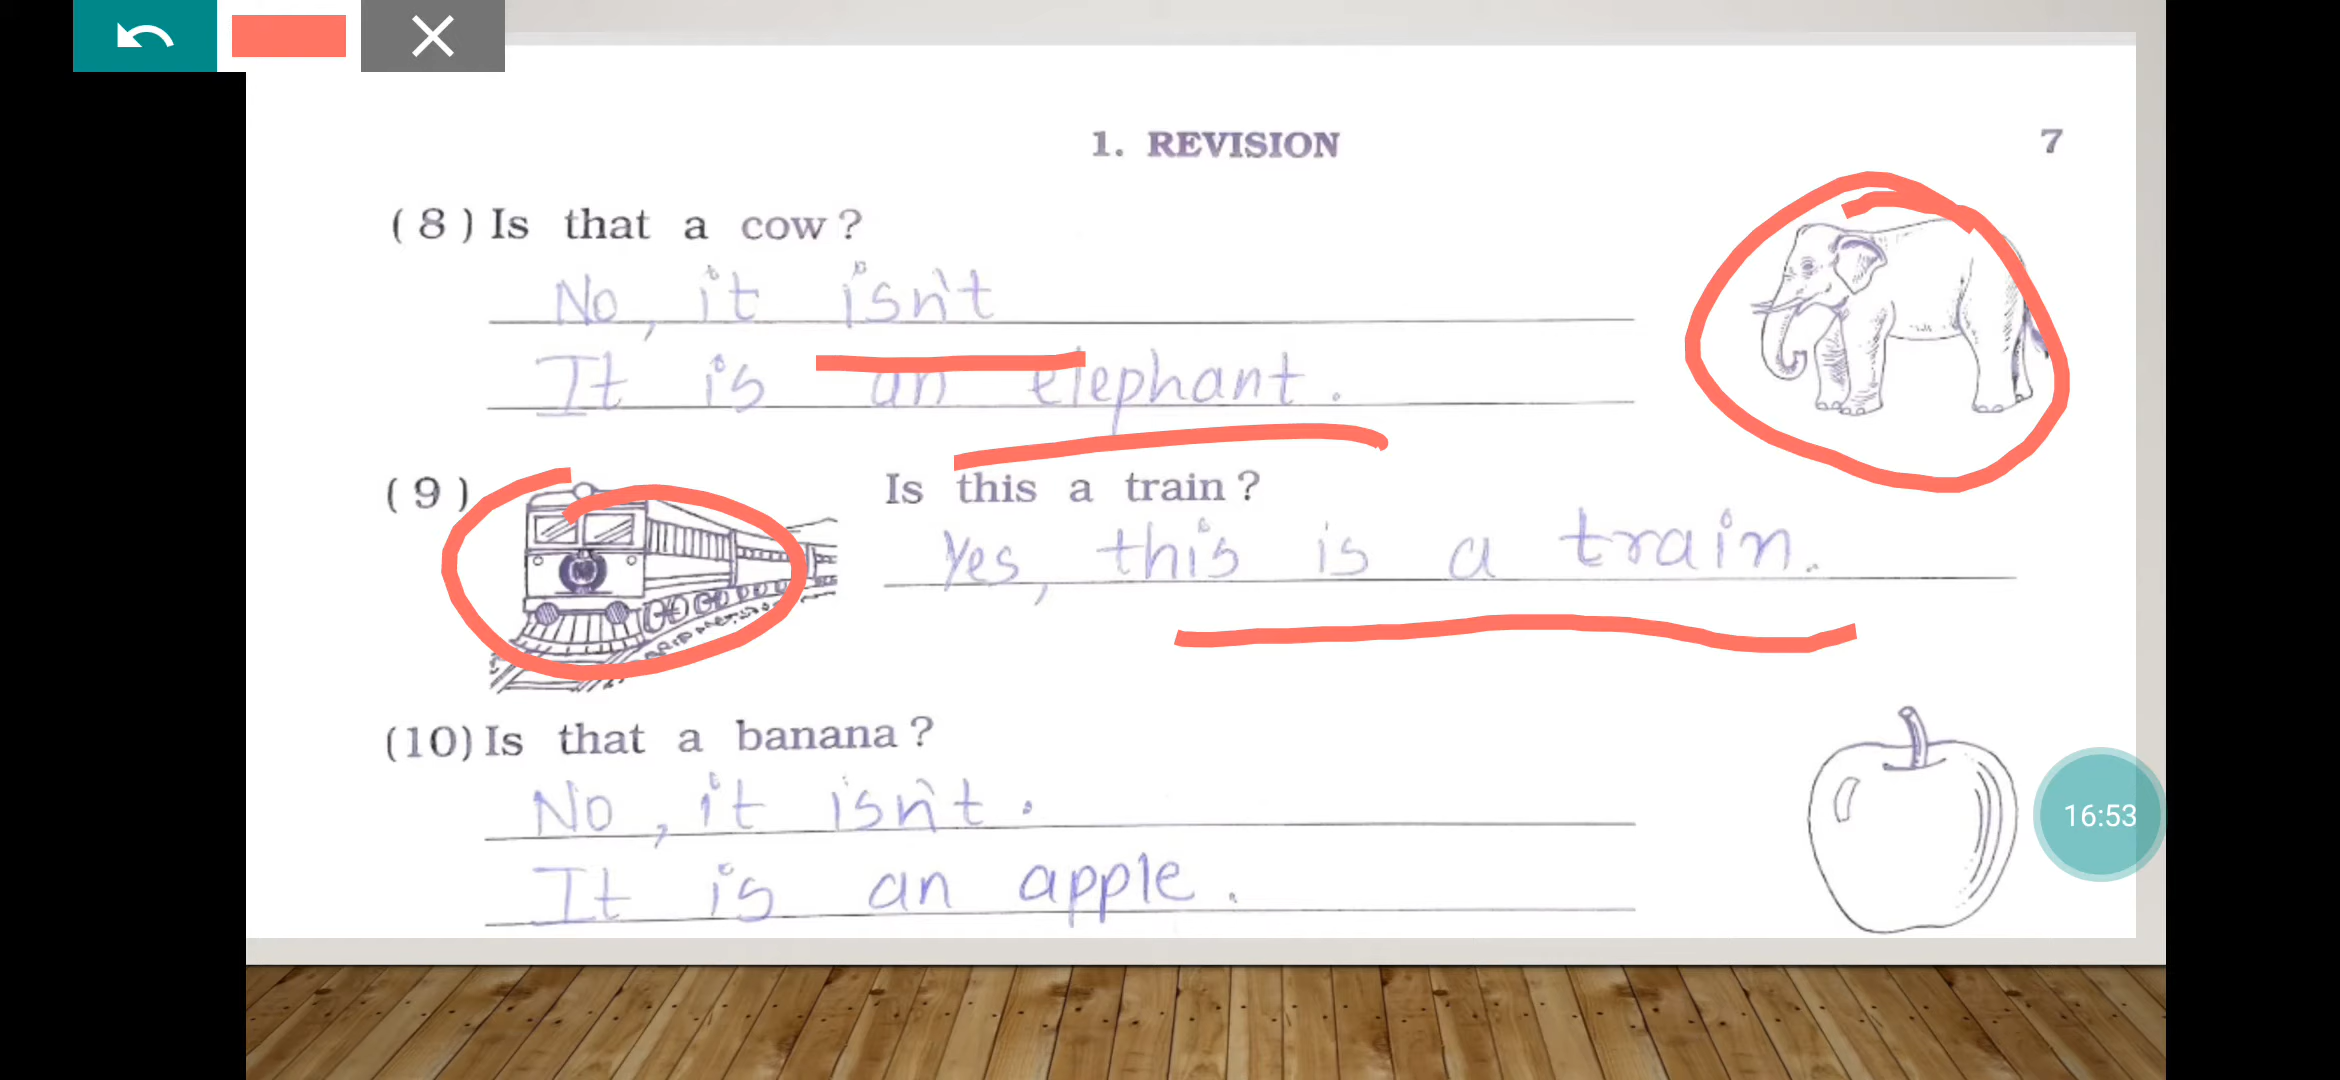 1. REVISION 7
(8) Is that a cow?
No, it isn't
It is an elephant.
(9) Is this a train?
Yes, this is a train.
(10) Is that a banana?
No, it isn't.
It is an apple.
16:53